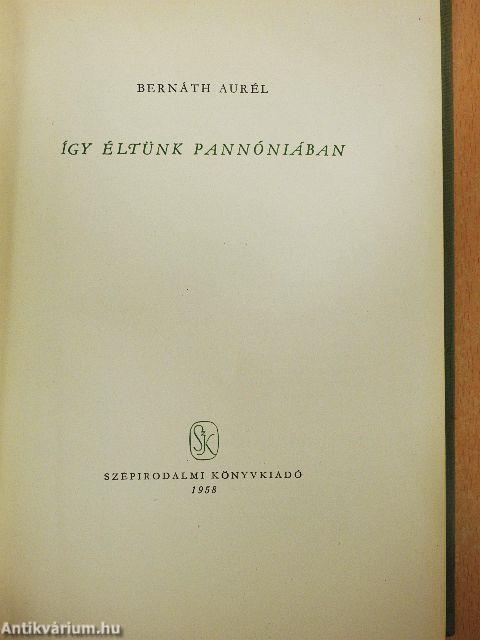 BERNÁTH AURÉL
ÍGY ÉLTÜNK PANNÓNIÁBAN
SzK
SZÉPIRODALMI KÖNYVKIADÓ
1958
Antikvárium.hu